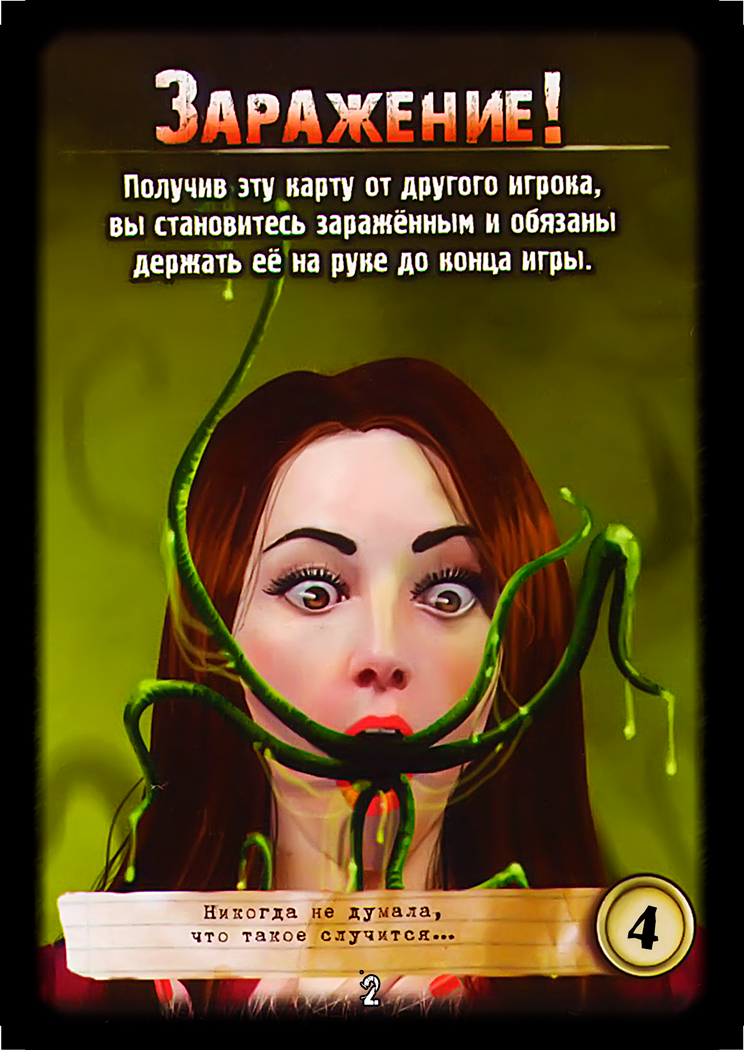 Заражение!
Получив эту карту от другого игрока,
вы становитесь заражённым и обязаны
держать её на руке до конца игры.
Никогда не думала,
что такое случится...
4
2